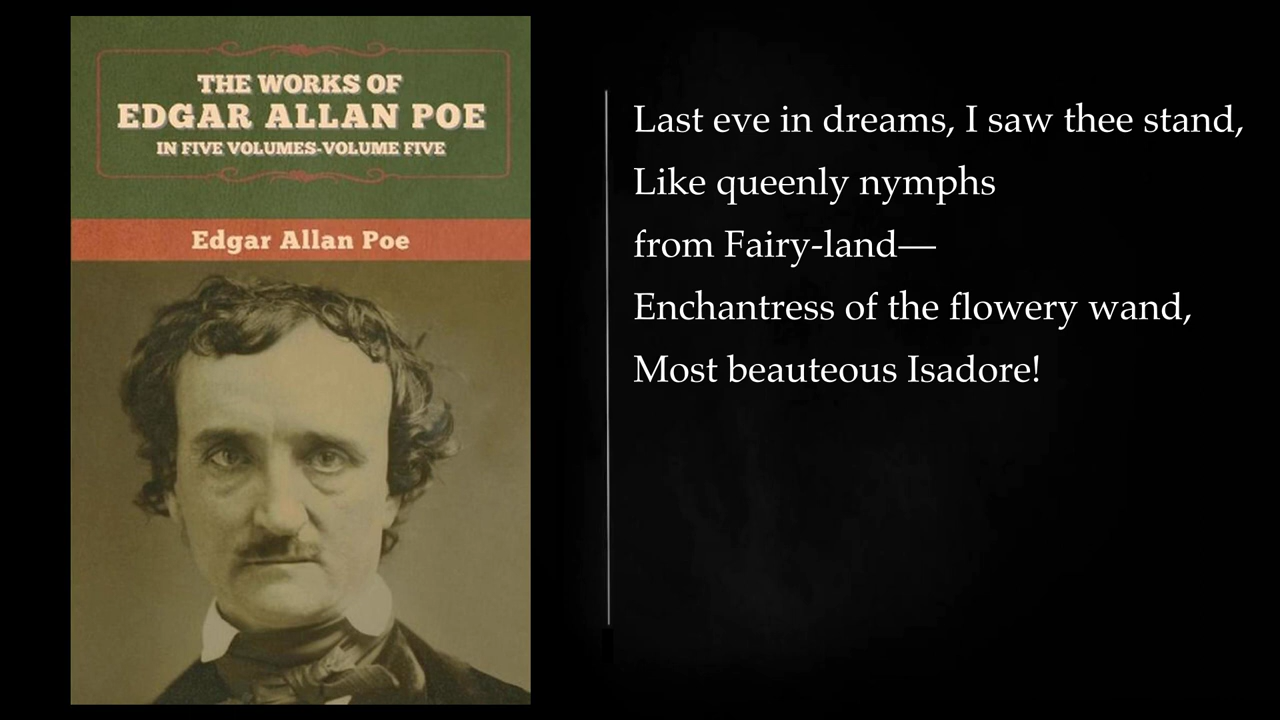 THE WORKS OF
EDGAR ALLAN POE
IN FIVE VOLUMES-VOLUME FIVE
Edgar Allan Poe
Last eve in dreams, I saw thee stand,
Like queenly nymphs
from Fairy-land—
Enchantress of the flowery wand,
Most beauteous Isadore!